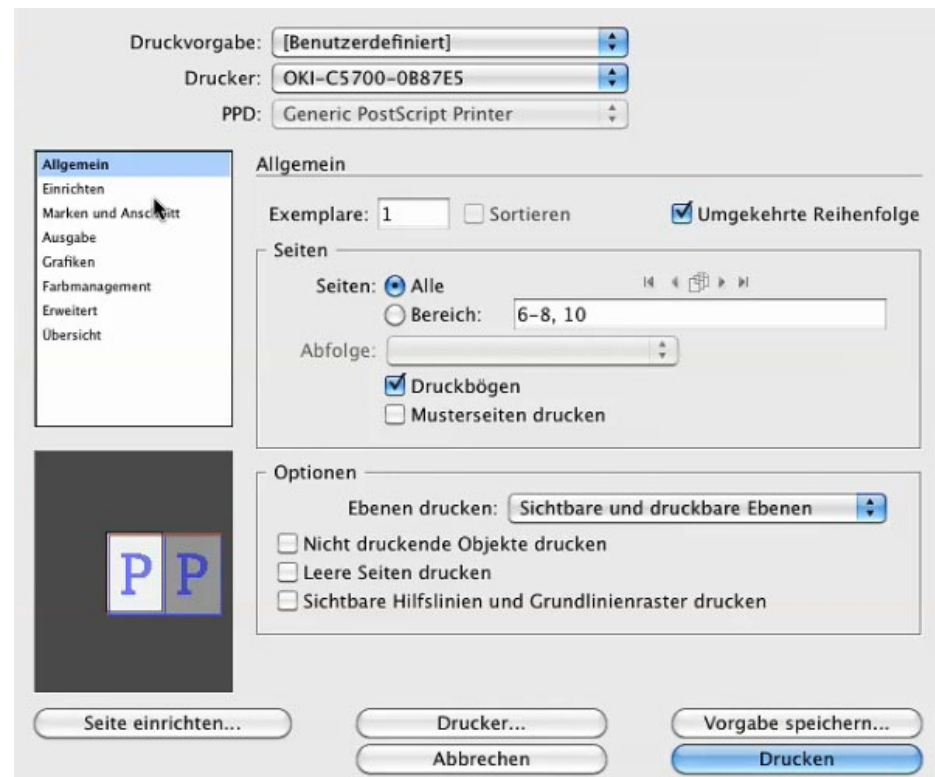 Druckvorgabe: [Benutzerdefiniert]
Drucker: OKI-C5700-0B87E5
PPD: Generic PostScript Printer
Allgemein
Einrichten
Marken und Anschnitt
Ausgabe
Grafiken
Farbmanagement
Erweitert
Übersicht
Allgemein
Exemplare: 1 Sortieren Umgekehrte Reihenfolge
Seiten
Seiten: Alle
Bereich: 6-8, 10
Abfolge:
Druckbögen
Musterseiten drucken
Optionen
Ebenen drucken: Sichtbare und druckbare Ebenen
Nicht druckende Objekte drucken
Leere Seiten drucken
Sichtbare Hilfslinien und Grundlinienraster drucken
P P
Seite einrichten... Drucker... Vorgabe speichern...
Abbrechen Drucken